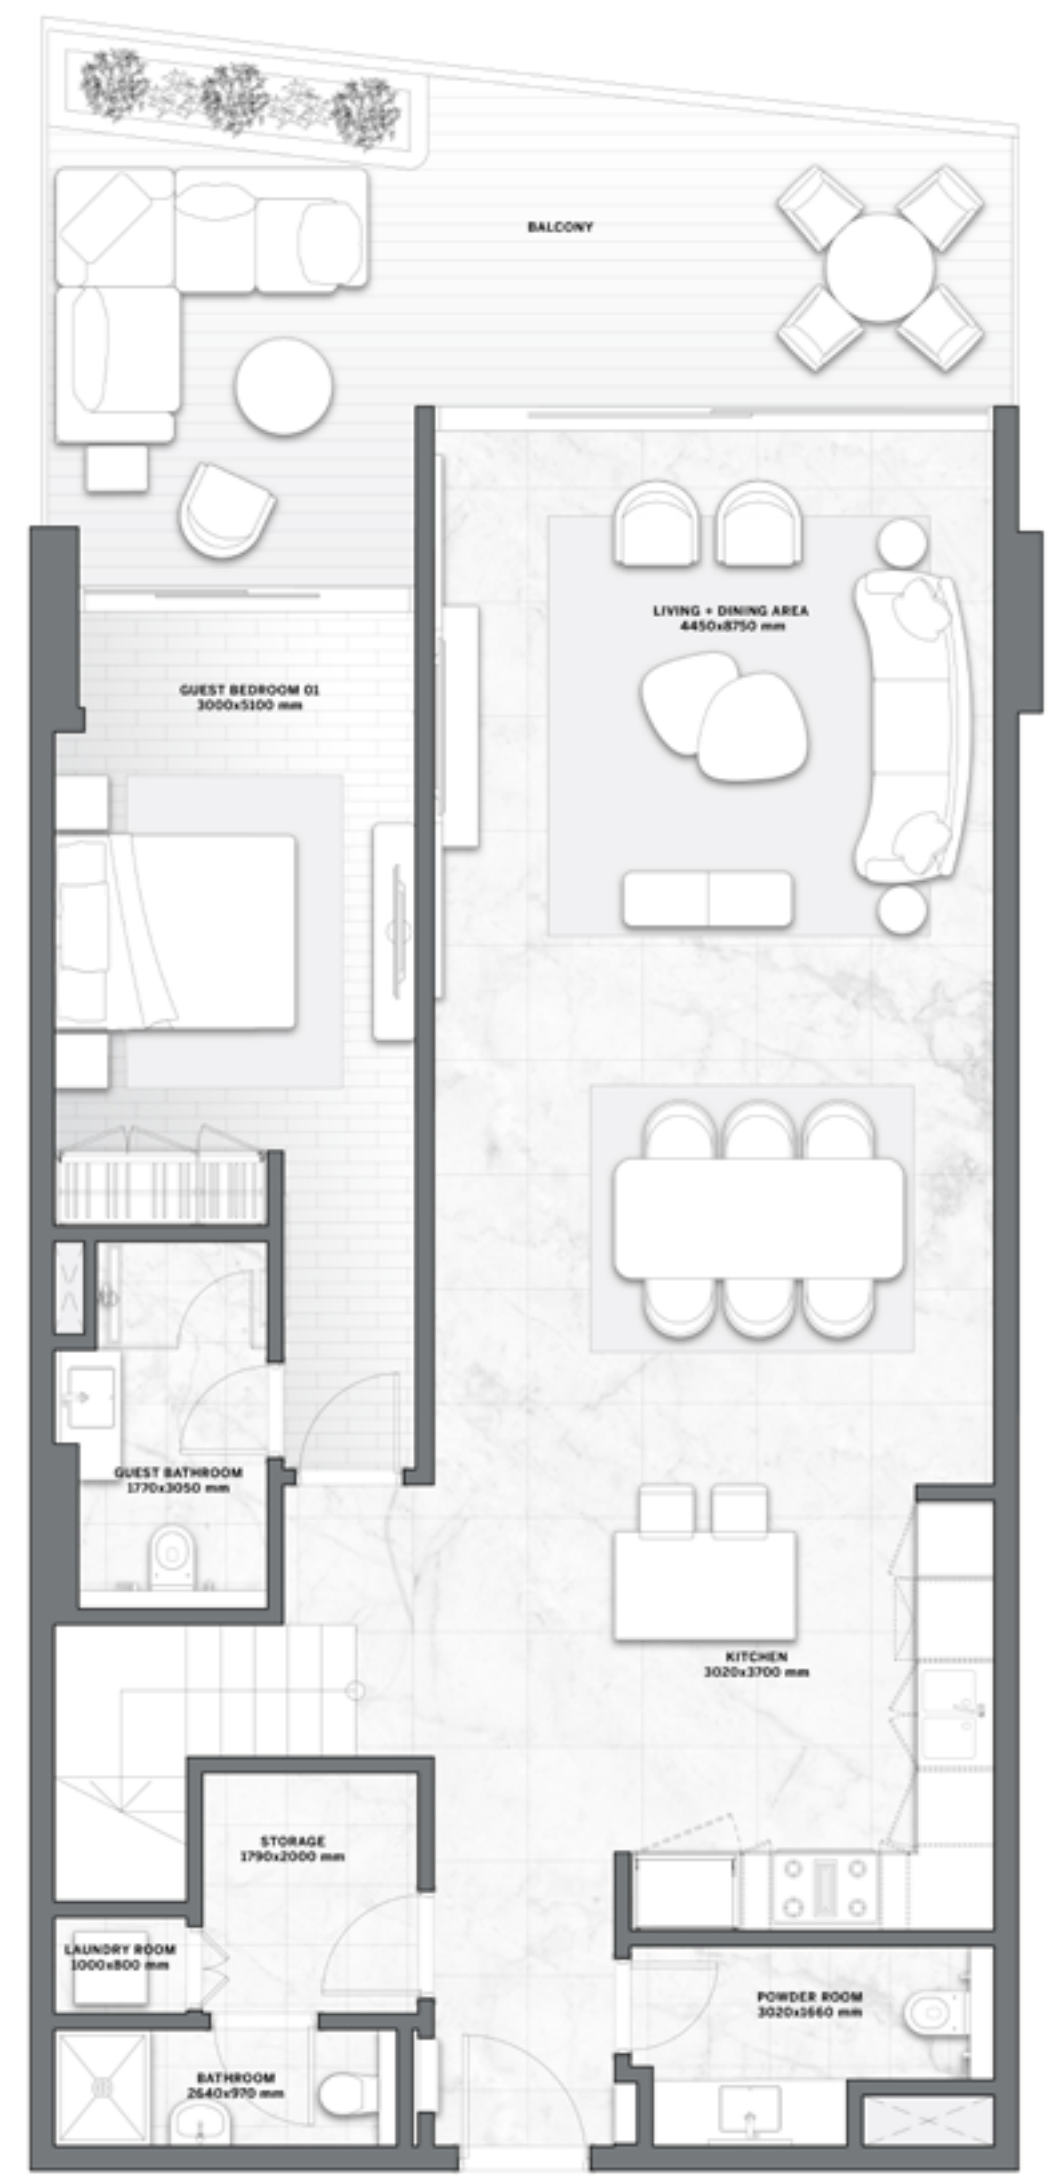 BALCONY
LIVING + DINING AREA
4450x8750 mm
GUEST BEDROOM 01
3000x5100 mm
GUEST BATHROOM
1770x3050 mm
KITCHEN
3020x3700 mm
STORAGE
1790x2000 mm
LAUNDRY ROOM
1000x800 mm
POWDER ROOM
3020x1660 mm
BATHROOM
2640x970 mm